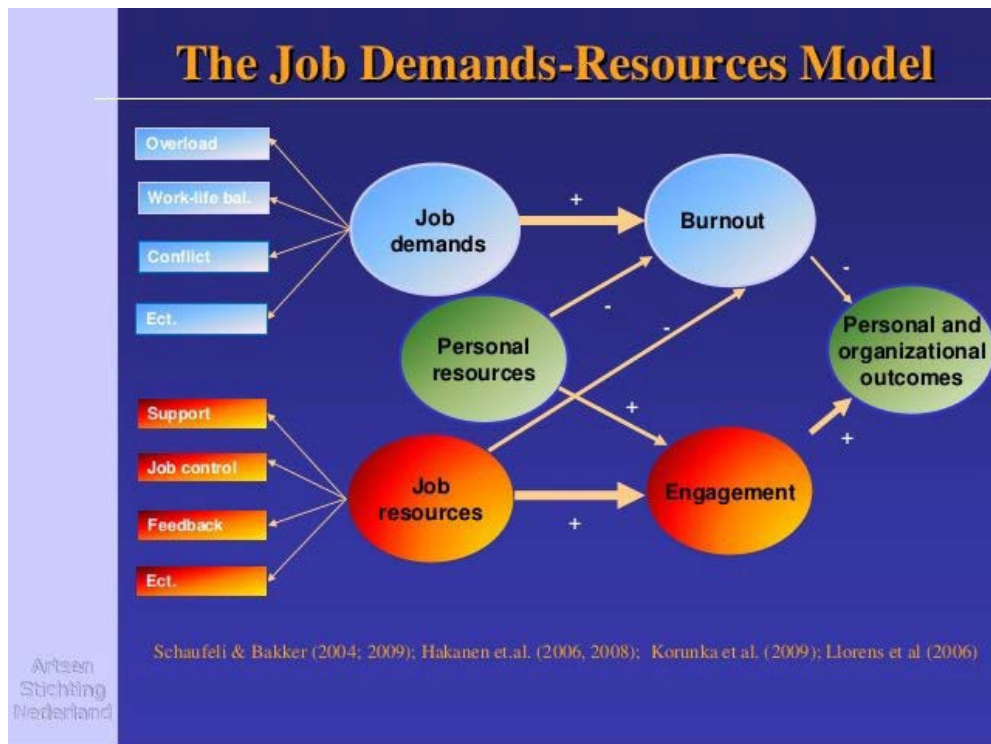 The Job Demands-Resources Model
Overload
Work-life bal.
Conflict
Ect.
Job
demands
+
Burnout
-
Personal
resources
-
-
+
Personal and
organizational
outcomes
Support
Job control
Feedback
Ect.
Job
resources
+
Engagement
+
Schaufeli & Bakker (2004; 2009); Hakanen et.al. (2006, 2008); Korunka et al. (2009); Llorens et al (2006)
Artsen
Stichting
Nederland